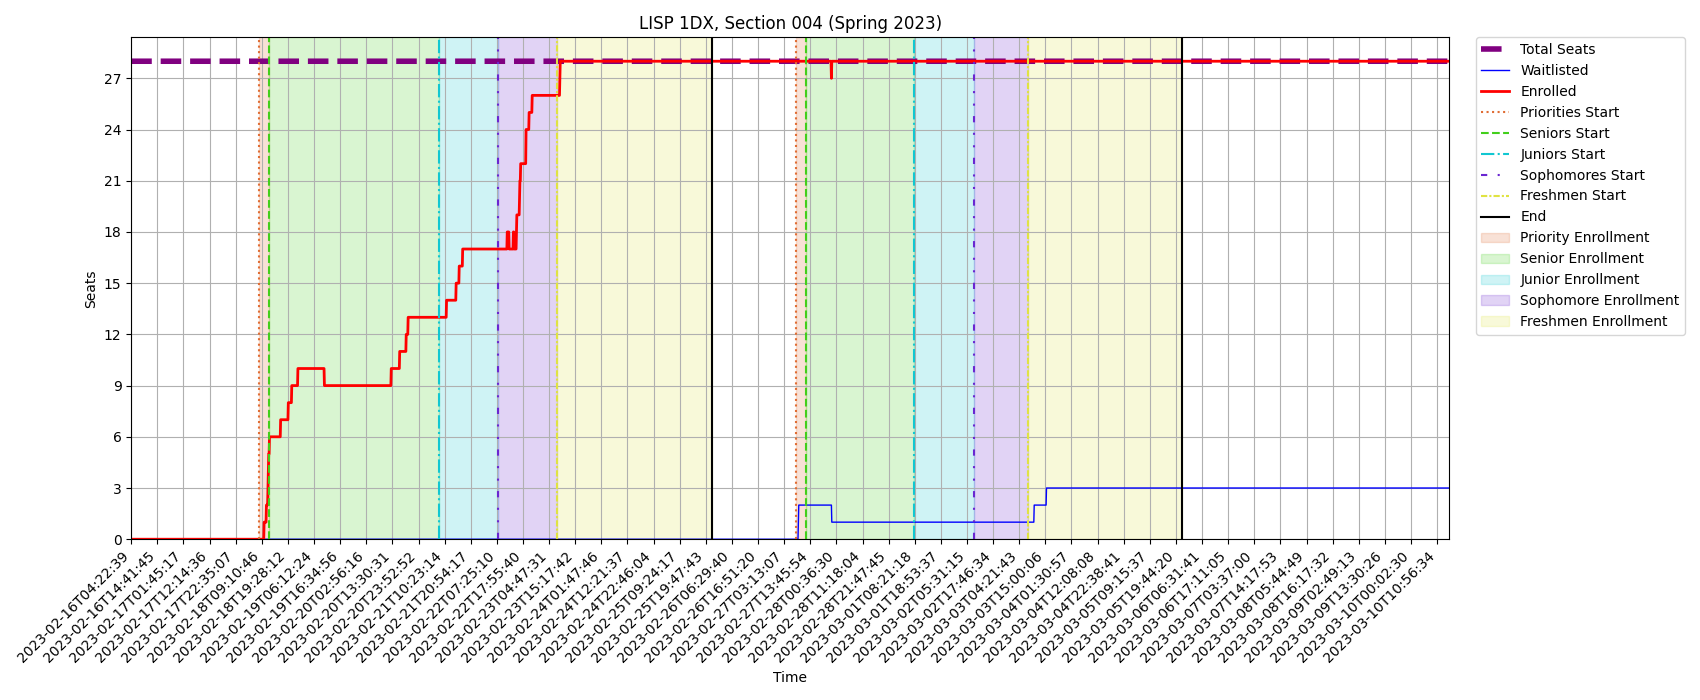 LISP 1DX, Section 004 (Spring 2023)
Total Seats
Waitlisted
Enrolled
Priorities Start
Seniors Start
Juniors Start
Sophomores Start
Freshmen Start
End
Priority Enrollment
Senior Enrollment
Junior Enrollment
Sophomore Enrollment
Freshmen Enrollment
Seats
27
24
21
18
15
12
9
6
3
0
2023-02-16T04:22:39
2023-02-16T14:41:45
2023-02-17T01:45:17
2023-02-17T12:14:36
2023-02-17T22:35:07
2023-02-18T09:10:46
2023-02-18T19:28:12
2023-02-19T06:12:24
2023-02-19T16:34:56
2023-02-20T02:56:16
2023-02-20T13:30:31
2023-02-20T23:52:52
2023-02-21T10:23:14
2023-02-21T20:54:17
2023-02-22T07:25:10
2023-02-22T17:55:40
2023-02-23T04:47:31
2023-02-23T15:17:42
2023-02-24T01:47:46
2023-02-24T12:21:37
2023-02-24T22:46:04
2023-02-25T09:24:17
2023-02-25T19:47:43
2023-02-26T06:29:40
2023-02-26T16:51:20
2023-02-27T03:13:07
2023-02-27T13:45:54
2023-02-28T00:36:30
2023-02-28T11:18:04
2023-02-28T21:47:45
2023-03-01T08:21:18
2023-03-01T18:53:37
2023-03-02T05:31:15
2023-03-02T17:46:34
2023-03-03T04:21:43
2023-03-03T15:00:06
2023-03-04T01:30:57
2023-03-04T12:08:08
2023-03-04T22:38:41
2023-03-05T09:15:37
2023-03-05T19:44:20
2023-03-06T06:31:41
2023-03-06T17:11:05
2023-03-07T03:37:00
2023-03-07T14:17:53
2023-03-08T05:44:49
2023-03-08T16:17:32
2023-03-09T02:49:13
2023-03-09T13:30:26
2023-03-10T00:02:30
2023-03-10T10:56:34
Time